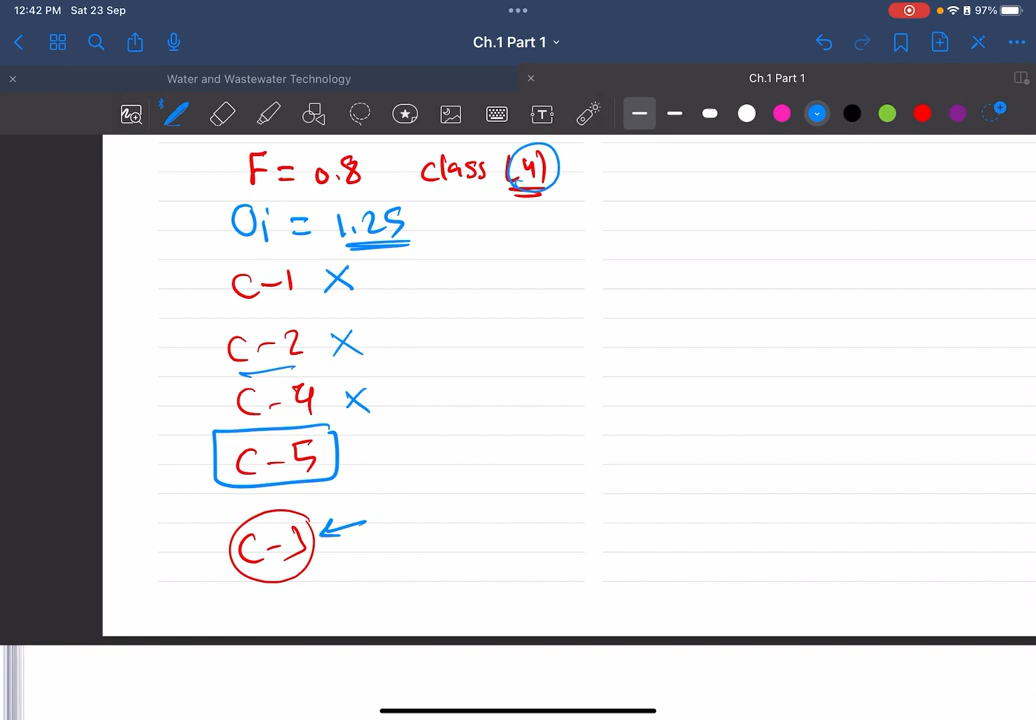 12:42 PM Sat 23 Sep
97%
Ch.1 Part 1
Water and Wastewater Technology
Ch.1 Part 1
F = 0.8 class (4)
Oi = 1.25
C-1 X
C-2 X
C-4 X
C-5
C-3